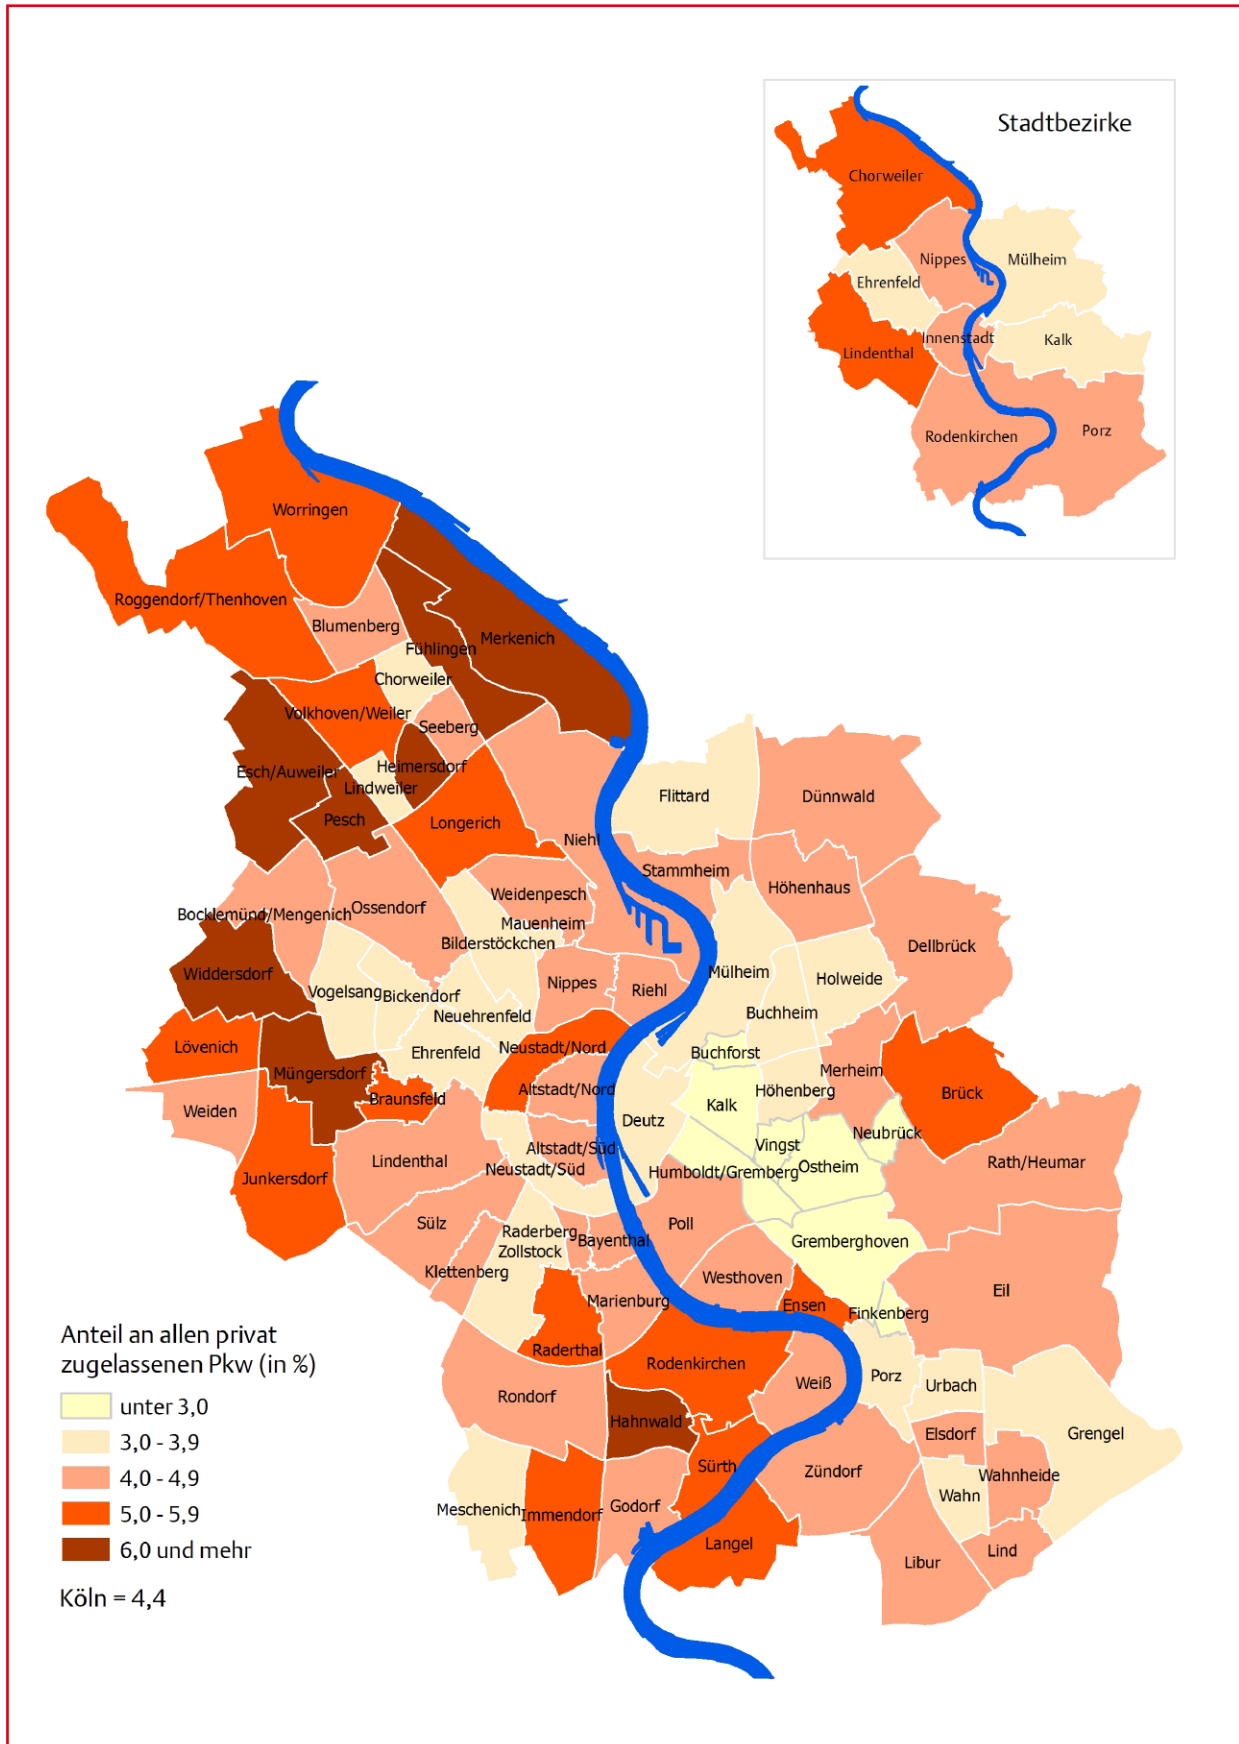 Stadtbezirke
Chorweiler
Nippes
Mülheim
Ehrenfeld
Innenstadt
Kalk
Lindenthal
Rodenkirchen
Porz
Worringen
Roggendorf/Thenhoven
Blumenberg
Merkenich
Fühlingen
Chorweiler
Volkhoven/Weiler
Seeberg
Esch/Auweiler
Heimersdorf
Lindweiler
Pesch
Longerich
Flittard
Dünnwald
Niehl
Stammheim
Höhenhaus
Weidenpesch
Bocklemünd/Mengenich
Ossendorf
Mauenheim
Bilderstöckchen
Dellbrück
Widdersdorf
Mülheim
Holweide
Vogelsang
Bickendorf
Nippes
Riehl
Neuehrenfeld
Buchheim
Lövenich
Ehrenfeld
Neustadt/Nord
Buchforst
Müngersdorf
Merheim
Braunsfeld
Altstadt/Nord
Höhenberg
Brück
Weiden
Kalk
Deutz
Neubrück
Vingst
Altstadt/Süd
Lindenthal
Neustadt/Süd
Humboldt/Gremberg
Ostheim
Rath/Heumar
Junkersdorf
Sülz
Raderberg
Poll
Zollstock
Bayenthal
Gremberghoven
Klettenberg
Westhoven
Eil
Marienburg
Ensen
Finkenberg
Raderthal
Rodenkirchen
Weiß
Porz
Urbach
Rondorf
Hahnwald
Elsdorf
Grengel
Sürth
Zündorf
Wahnheide
Meschenich
Immendorf
Godorf
Wahn
Langel
Libur
Lind
Anteil an allen privat
zugelassenen Pkw (in %)
unter 3,0
3,0 - 3,9
4,0 - 4,9
5,0 - 5,9
6,0 und mehr
Köln = 4,4